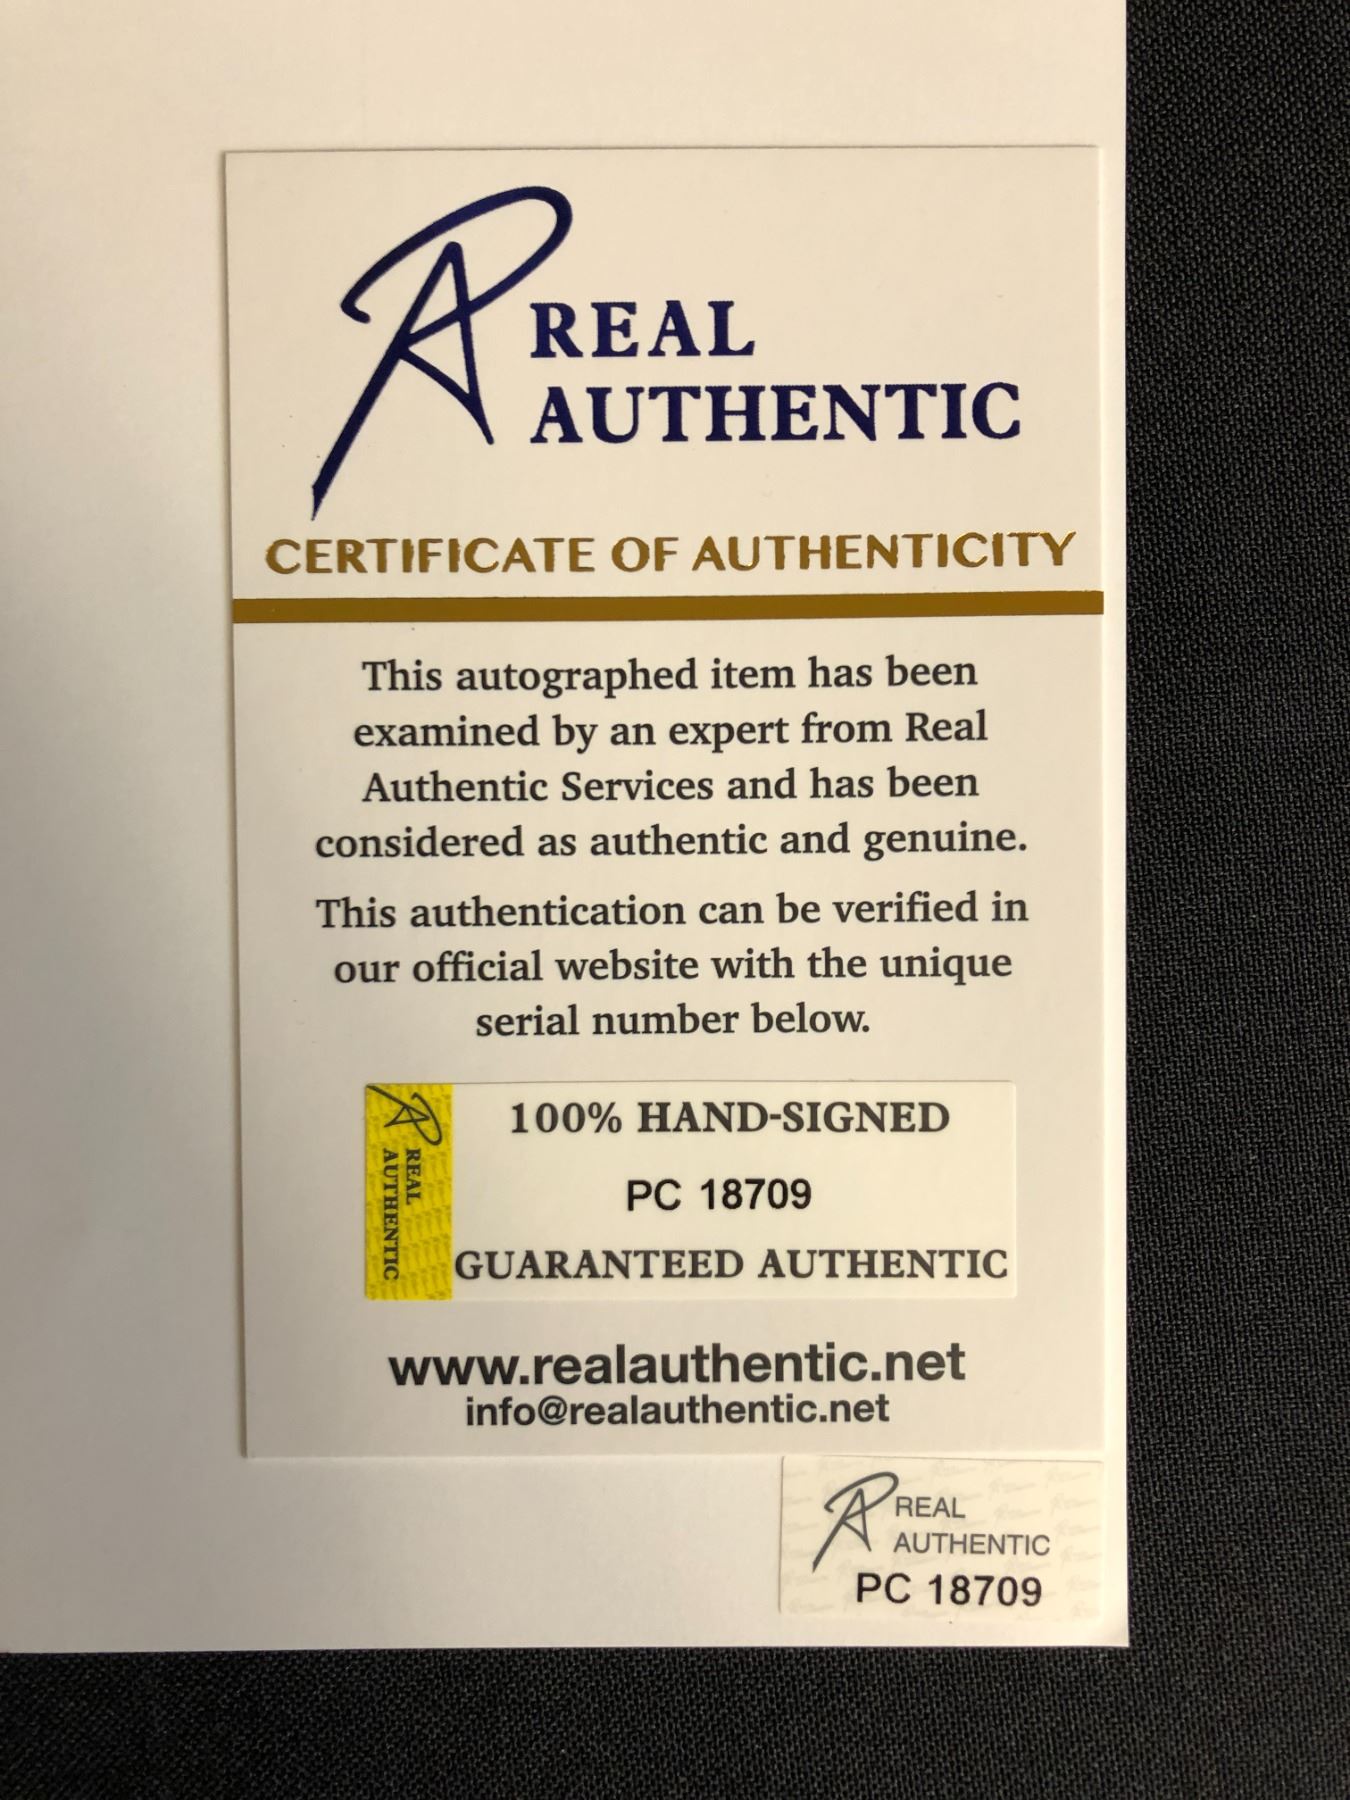 REAL
AUTHENTIC
CERTIFICATE OF AUTHENTICITY
This autographed item has been
examined by an expert from Real
Authentic Services and has been
considered as authentic and genuine.
This authentication can be verified in
our official website with the unique
serial number below.
REAL
AUTHENTIC
100% HAND-SIGNED
PC 18709
GUARANTEED AUTHENTIC
www.realauthentic.net
info@realauthentic.net
REAL
AUTHENTIC
PC 18709